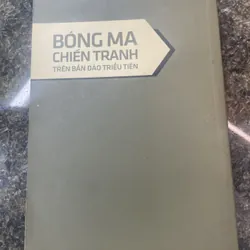 BÓNG MA
CHIẾN TRANH
TRÊN BÁN ĐẢO TRIỀU TIÊN